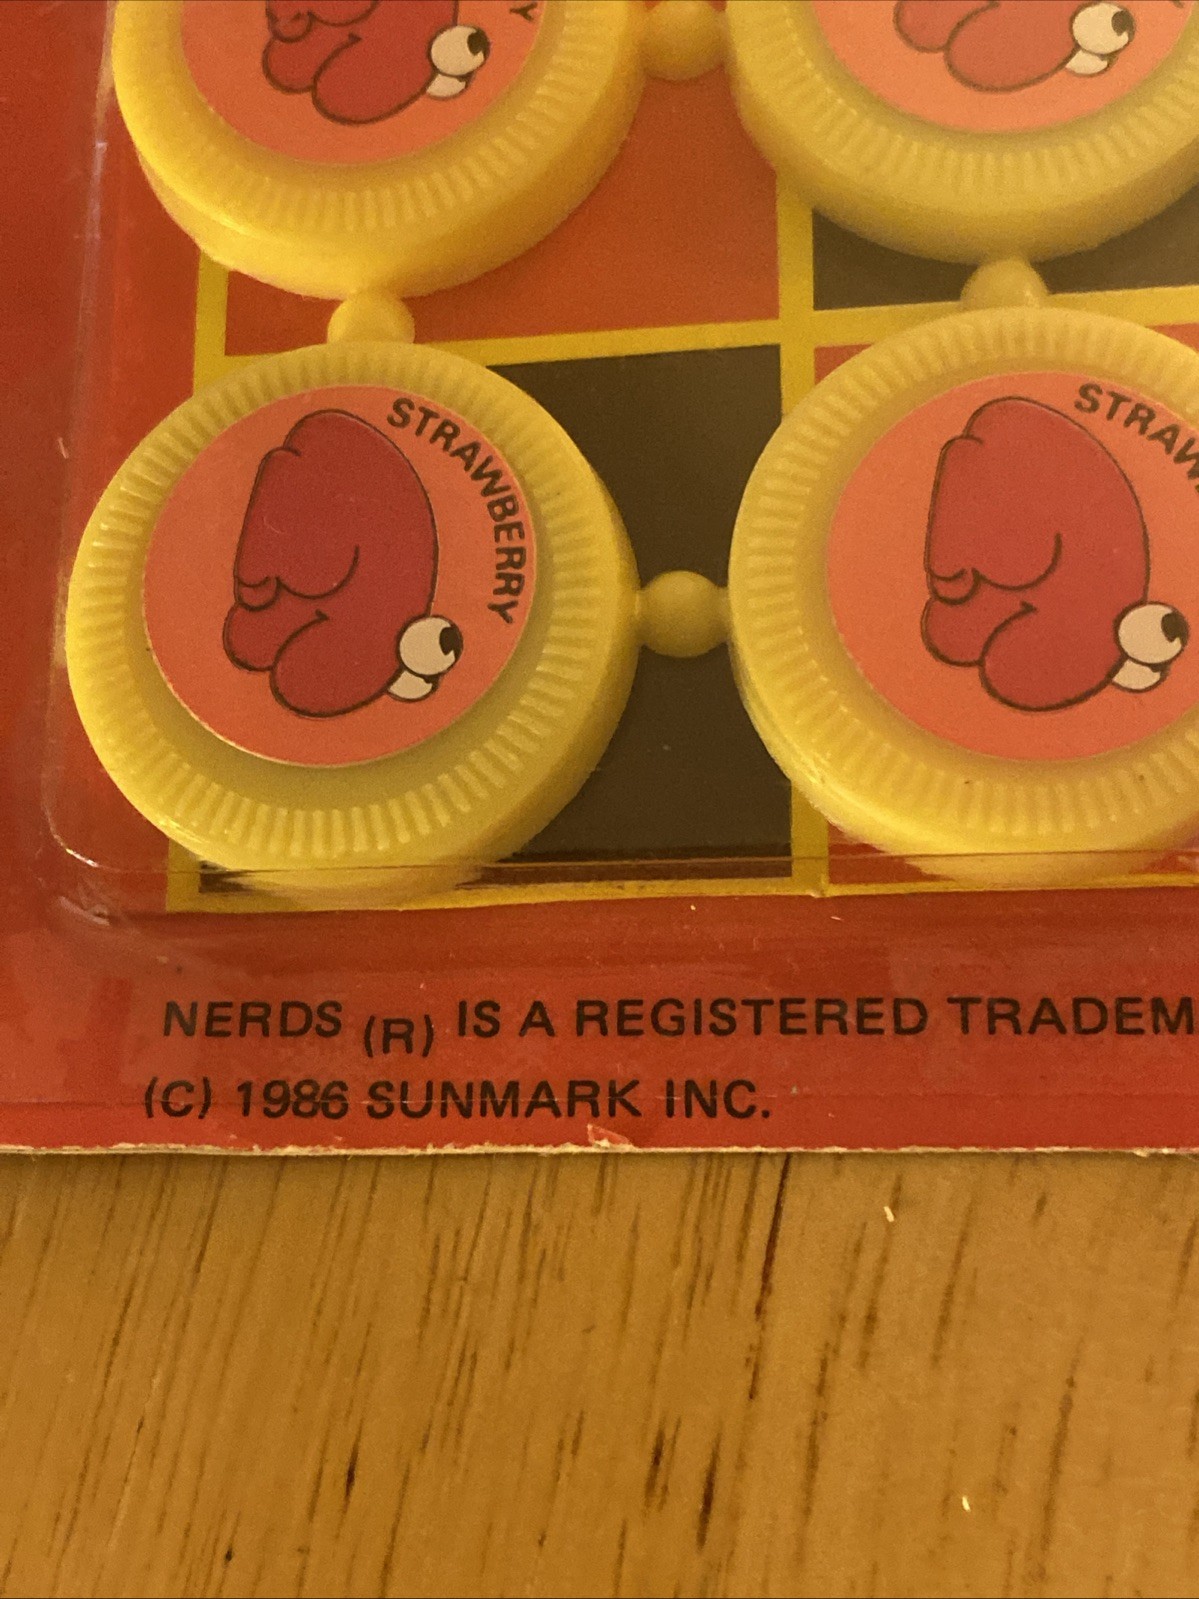 Y
STRAWBERRY
STRAW
NERDS (R) IS A REGISTERED TRADEM
(C) 1986 SUNMARK INC.